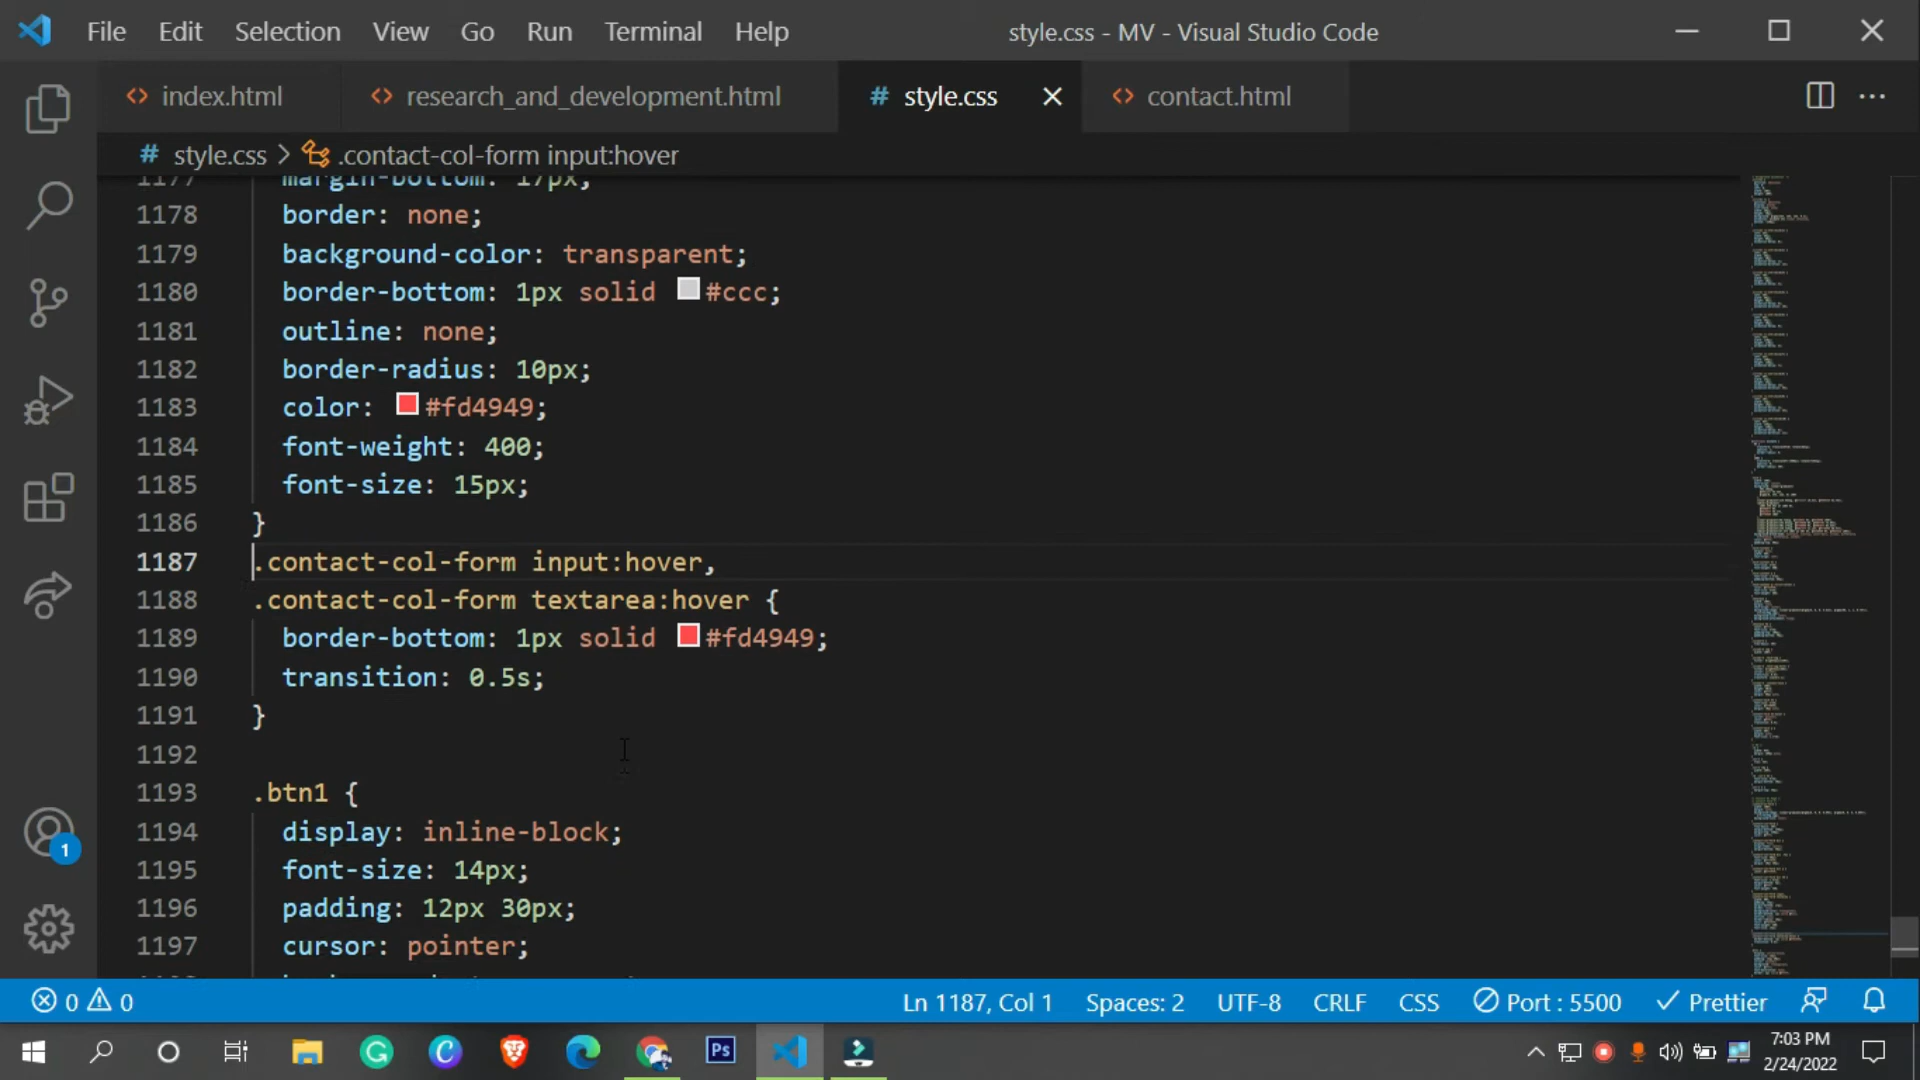 File Edit Selection View Go Run Terminal Help style.css - MV - Visual Studio Code
index.html research_and_development.html # style.css contact.html
# style.css > .contact-col-form input:hover
1177 margin-bottom: 17px;
1178 border: none;
1179 background-color: transparent;
1180 border-bottom: 1px solid #ccc;
1181 outline: none;
1182 border-radius: 10px;
1183 color: #fd4949;
1184 font-weight: 400;
1185 font-size: 15px;
1186 }
1187 .contact-col-form input:hover,
1188 .contact-col-form textarea:hover {
1189 border-bottom: 1px solid #fd4949;
1190 transition: 0.5s;
1191 }
1192
1193 .btn1 {
1194 display: inline-block;
1195 font-size: 14px;
1196 padding: 12px 30px;
1197 cursor: pointer;
1
0 0 Ln 1187, Col 1 Spaces: 2 UTF-8 CRLF CSS Port : 5500 Prettier
Ps
7:03 PM
2/24/2022